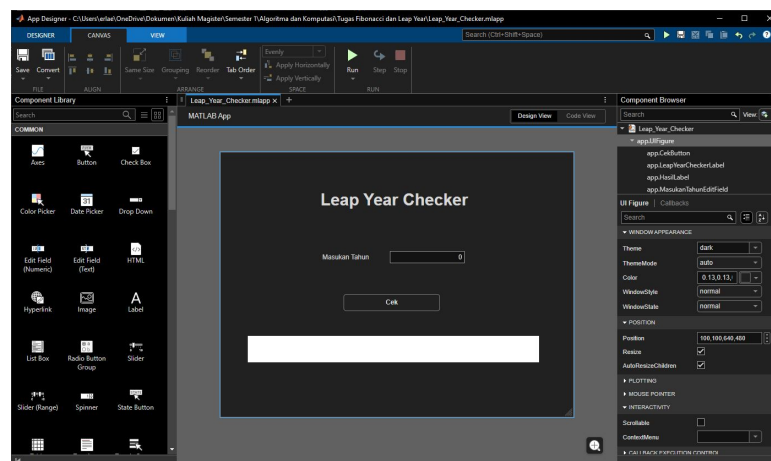 App Designer - C:\Users\erlae\OneDrive\Dokumen\Kuliah Magister\Semester 1\Algoritma dan Komputasi\Tugas Fibonacci dan Leap Year\Leap_Year_Checker.mlapp
DESIGNER CANVAS VIEW Search (Ctrl+Shift+Space)
Save Convert Same Size Grouping Reorder Tab Order Evenly Apply Horizontally Apply Vertically Run Step Stop
FILE ALIGN ARRANGE SPACE RUN
Component Library
Search
COMMON
Axes Button Check Box
Color Picker Date Picker Drop Down
Edit Field (Numeric) Edit Field (Text) HTML
Hyperlink Image Label
List Box Radio Button Group Slider
Slider (Range) Spinner State Button
Leap_Year_Checker.mlapp × +
MATLAB App Design View Code View
Leap Year Checker
Masukan Tahun 0
Cek
Component Browser
Search View
Leap_Year_Checker
app.UIFigure
app.CekButton
app.LeapYearCheckerLabel
app.HasilLabel
app.MasukanTahunEditField
UI Figure | Callbacks
Search
WINDOW APPEARANCE
Theme dark
ThemeMode auto
Color 0.13,0.13,
WindowStyle normal
WindowState normal
POSITION
Position 100,100,640,480
Resize
AutoResizeChildren
PLOTTING
MOUSE POINTER
INTERACTIVITY
Scrollable
ContextMenu
CALLBACK EXECUTION CONTROL